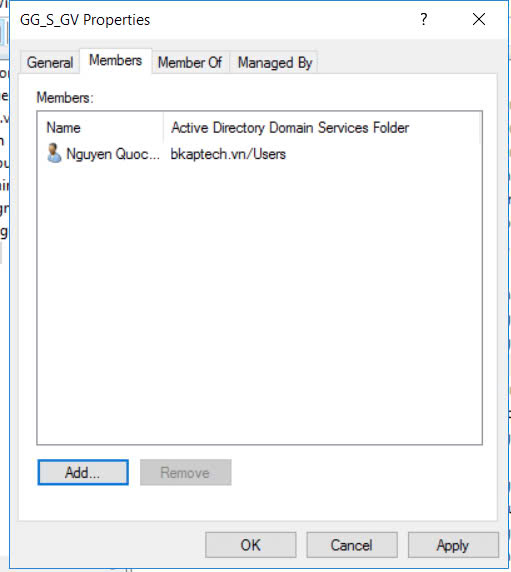 GG_S_GV Properties
?
General Members Member Of Managed By
Members:
Name Active Directory Domain Services Folder
Nguyen Quoc... bkaptech.vn/Users
Add... Remove
OK Cancel Apply